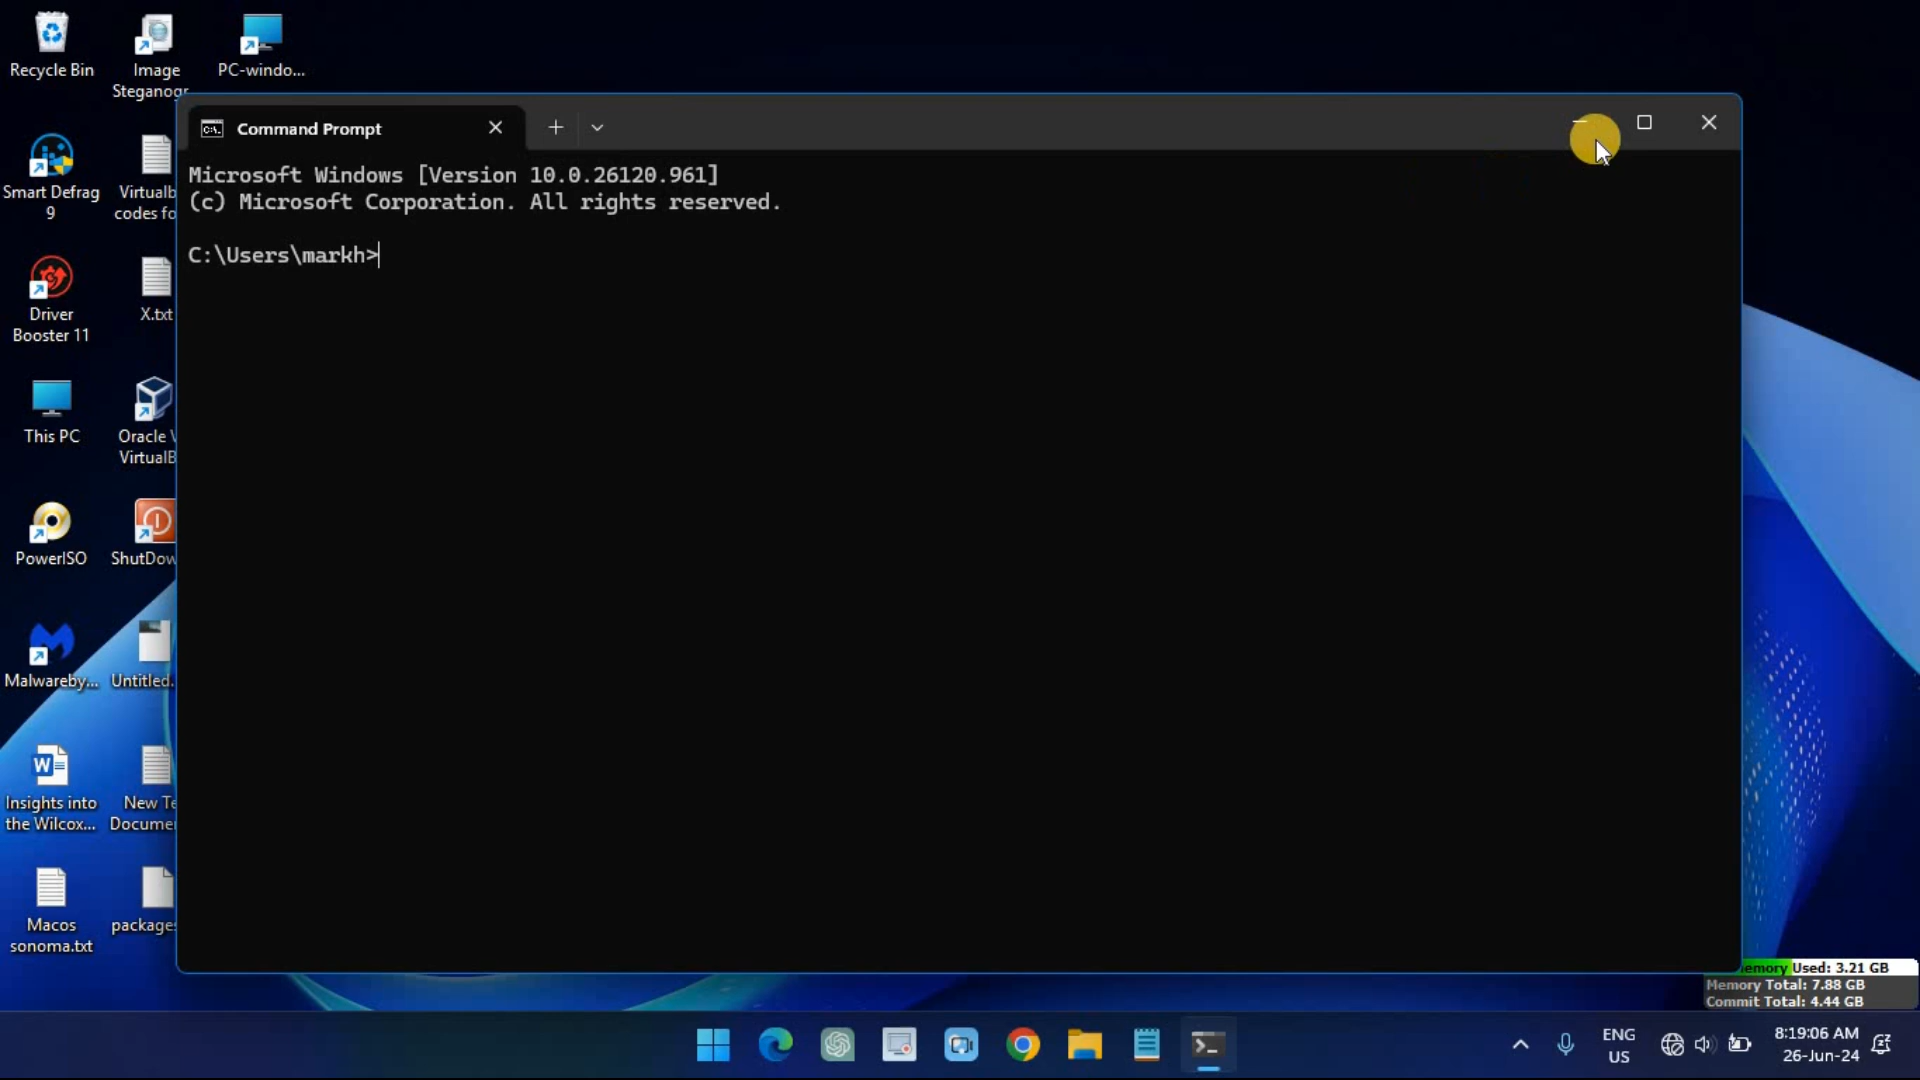 Recycle Bin
Image
Steganogr
PC-windo...
Smart Defrag
9
Virtualb
codes fo
Driver
Booster 11
X.txt
This PC
Oracle V
VirtualB
PowerISO
ShutDow
Malwareby...
Untitled.
Insights into
the Wilcox...
New Te
Docume
Macos
sonoma.txt
packages
Command Prompt
Microsoft Windows [Version 10.0.26120.961]
(c) Microsoft Corporation. All rights reserved.
C:\Users\markh>
Memory Used: 3.21 GB
Memory Total: 7.88 GB
Commit Total: 4.44 GB
ENG
US
8:19:06 AM
26-Jun-24